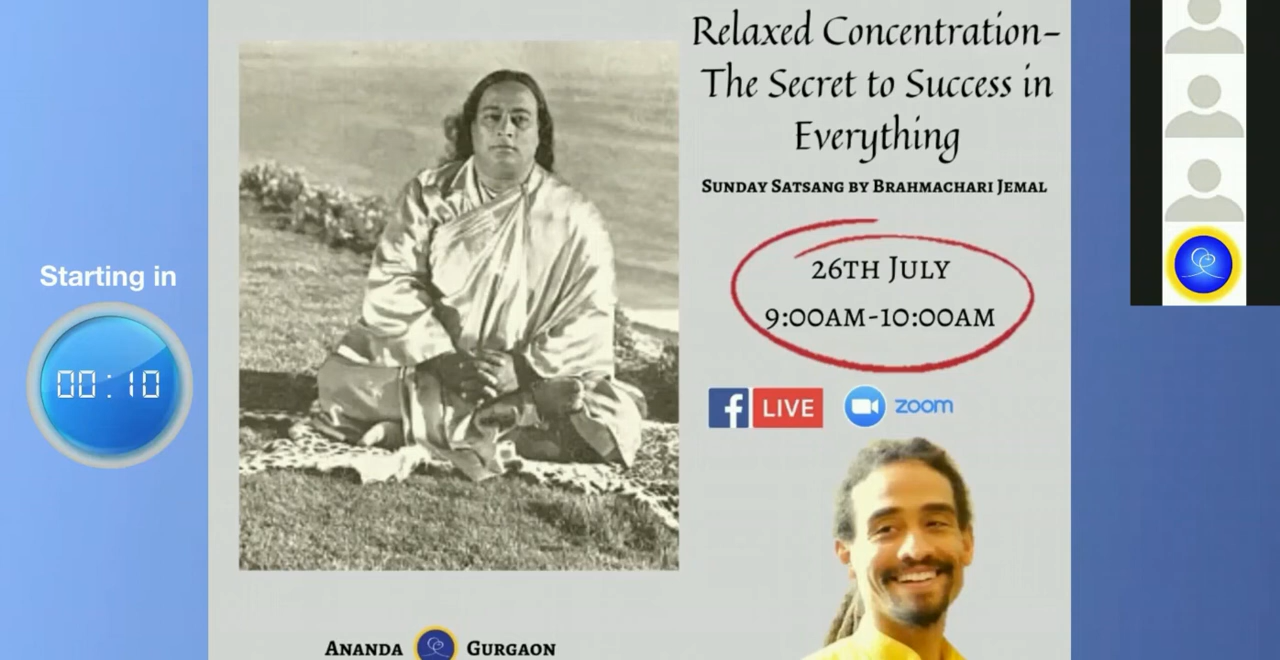 Starting in
00:10
Relaxed Concentration-
The Secret to Success in
Everything
Sunday Satsang by Brahmachari Jemal
26th July
9:00AM-10:00AM
f LIVE zoom
Ananda Gurgaon